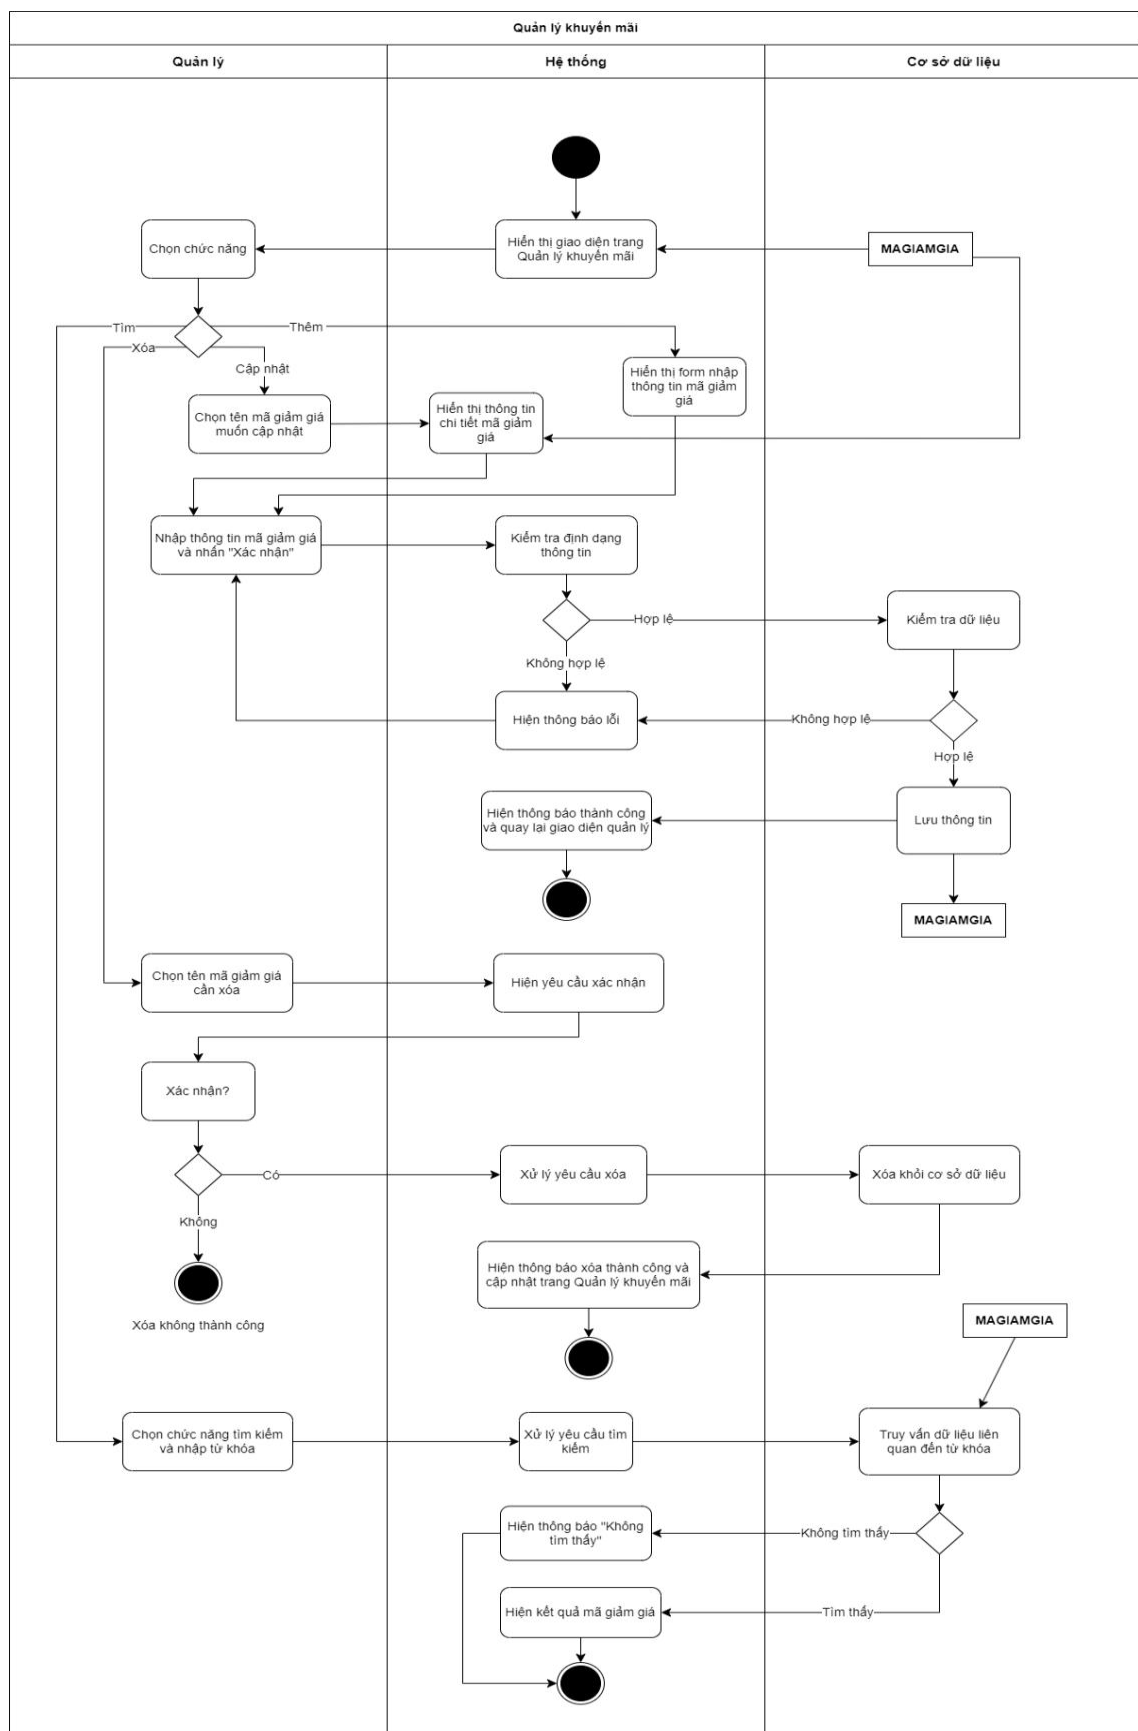 Quản lý khuyến mãi
Quản lý
Hệ thống
Cơ sở dữ liệu
Chọn chức năng
Hiển thị giao diện trang
Quản lý khuyến mãi
MAGIAMGIA
Tìm
Thêm
Xóa
Cập nhật
Hiển thị form nhập
thông tin mã giảm
giá
Chọn tên mã giảm giá
muốn cập nhật
Hiển thị thông tin
chi tiết mã giảm
giá
Nhập thông tin mã giảm giá
và nhấn "Xác nhận"
Kiểm tra định dạng
thông tin
Hợp lệ
Kiểm tra dữ liệu
Không hợp lệ
Hiện thông báo lỗi
Không hợp lệ
Hợp lệ
Hiện thông báo thành công
và quay lại giao diện quản lý
Lưu thông tin
MAGIAMGIA
Chọn tên mã giảm giá
cần xóa
Hiện yêu cầu xác nhận
Xác nhận?
Có
Xử lý yêu cầu xóa
Xóa khỏi cơ sở dữ liệu
Không
Hiện thông báo xóa thành công và
cập nhật trang Quản lý khuyến mãi
Xóa không thành công
MAGIAMGIA
Chọn chức năng tìm kiếm
và nhập từ khóa
Xử lý yêu cầu tìm
kiếm
Truy vấn dữ liệu liên
quan đến từ khóa
Hiện thông báo "Không
tìm thấy"
Không tìm thấy
Hiện kết quả mã giảm giá
Tìm thấy